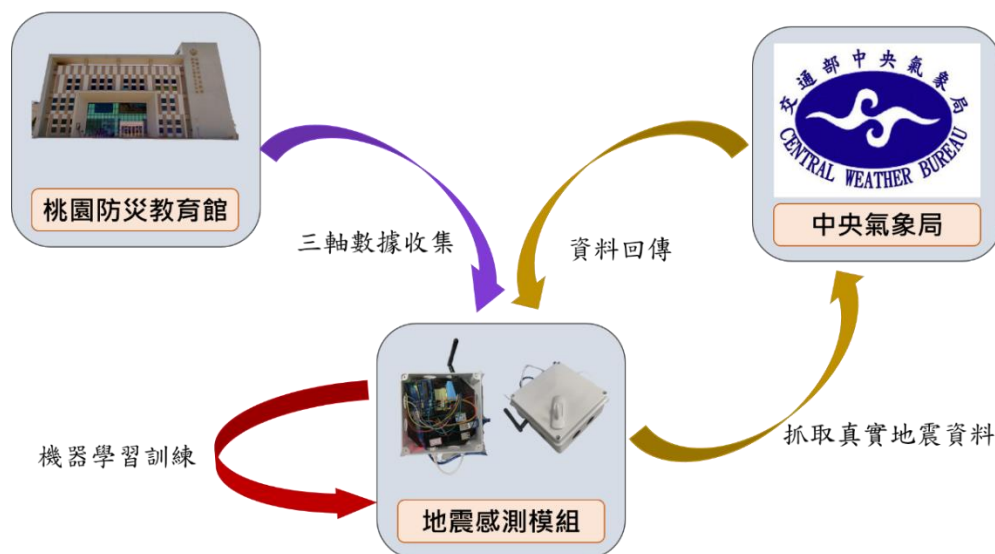 交通部中央氣象局
CENTRAL WEATHER BUREAU
桃園防災教育館
中央氣象局
三軸數據收集
資料回傳
機器學習訓練
抓取真實地震資料
地震感測模組